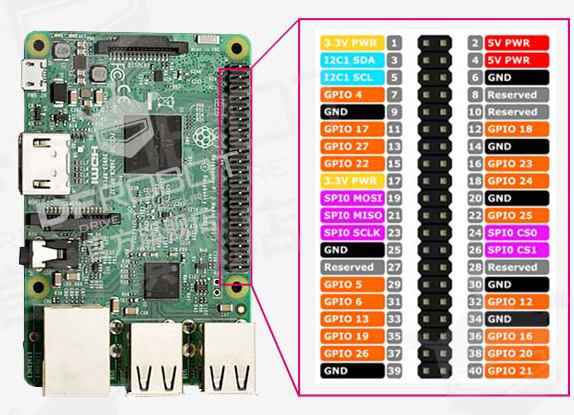 3.3V PWR 1 2 5V PWR
I2C1 SDA 3 4 5V PWR
I2C1 SCL 5 6 GND
GPIO 4 7 8 Reserved
GND 9 10 Reserved
GPIO 17 11 12 GPIO 18
GPIO 27 13 14 GND
GPIO 22 15 16 GPIO 23
3.3V PWR 17 18 GPIO 24
SPI0 MOSI 19 20 GND
SPI0 MISO 21 22 GPIO 25
SPI0 SCLK 23 24 SPI0 CS0
GND 25 26 SPI0 CS1
Reserved 27 28 Reserved
GPIO 5 29 30 GND
GPIO 6 31 32 GPIO 12
GPIO 13 33 34 GND
GPIO 19 35 36 GPIO 16
GPIO 26 37 38 GPIO 20
GND 39 40 GPIO 21
HDMI
DFROBOT
DRIVE THE FUTURE